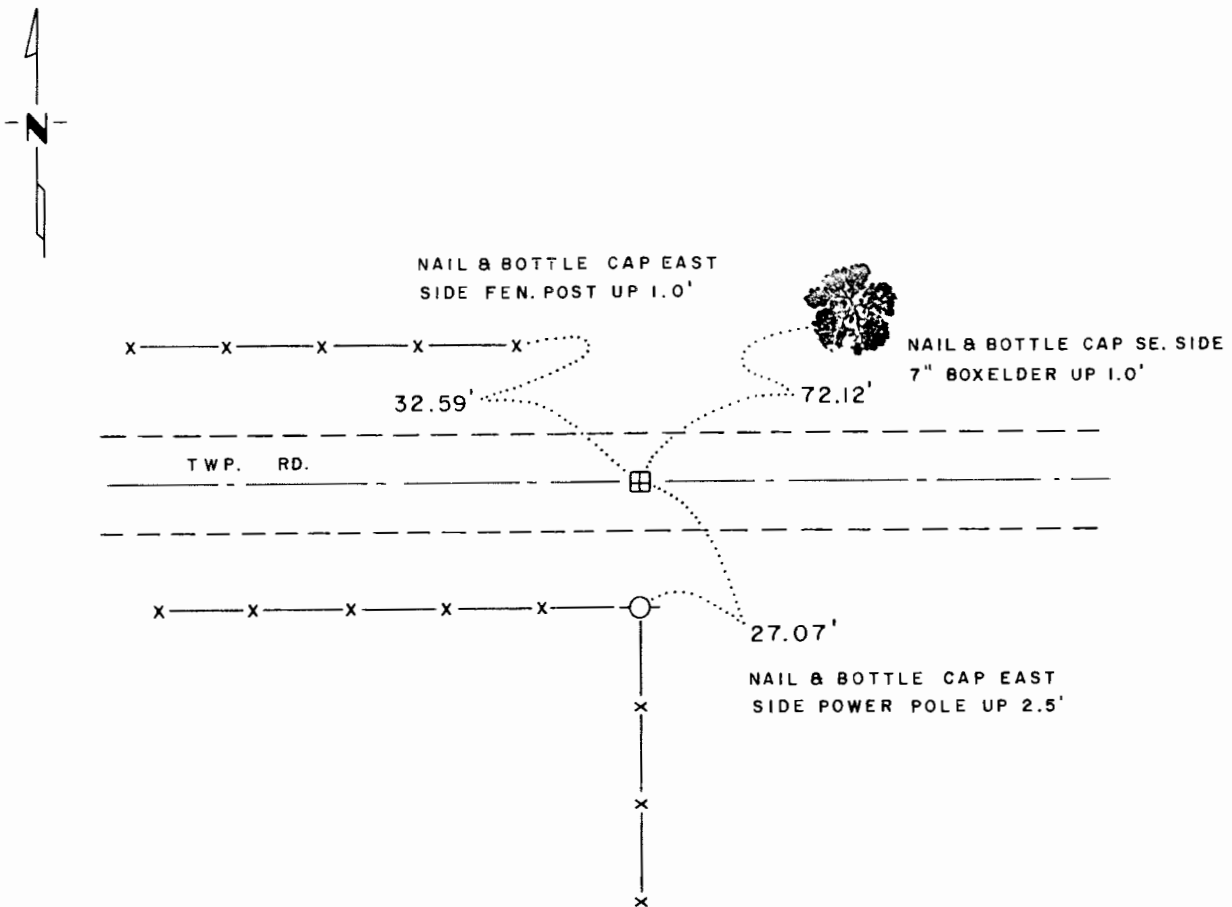 N
NAIL & BOTTLE CAP EAST
SIDE FEN. POST UP 1.0'
NAIL & BOTTLE CAP SE. SIDE
7" BOXELDER UP 1.0'
32.59'
72.12'
TWP. RD.
27.07'
NAIL & BOTTLE CAP EAST
SIDE POWER POLE UP 2.5'